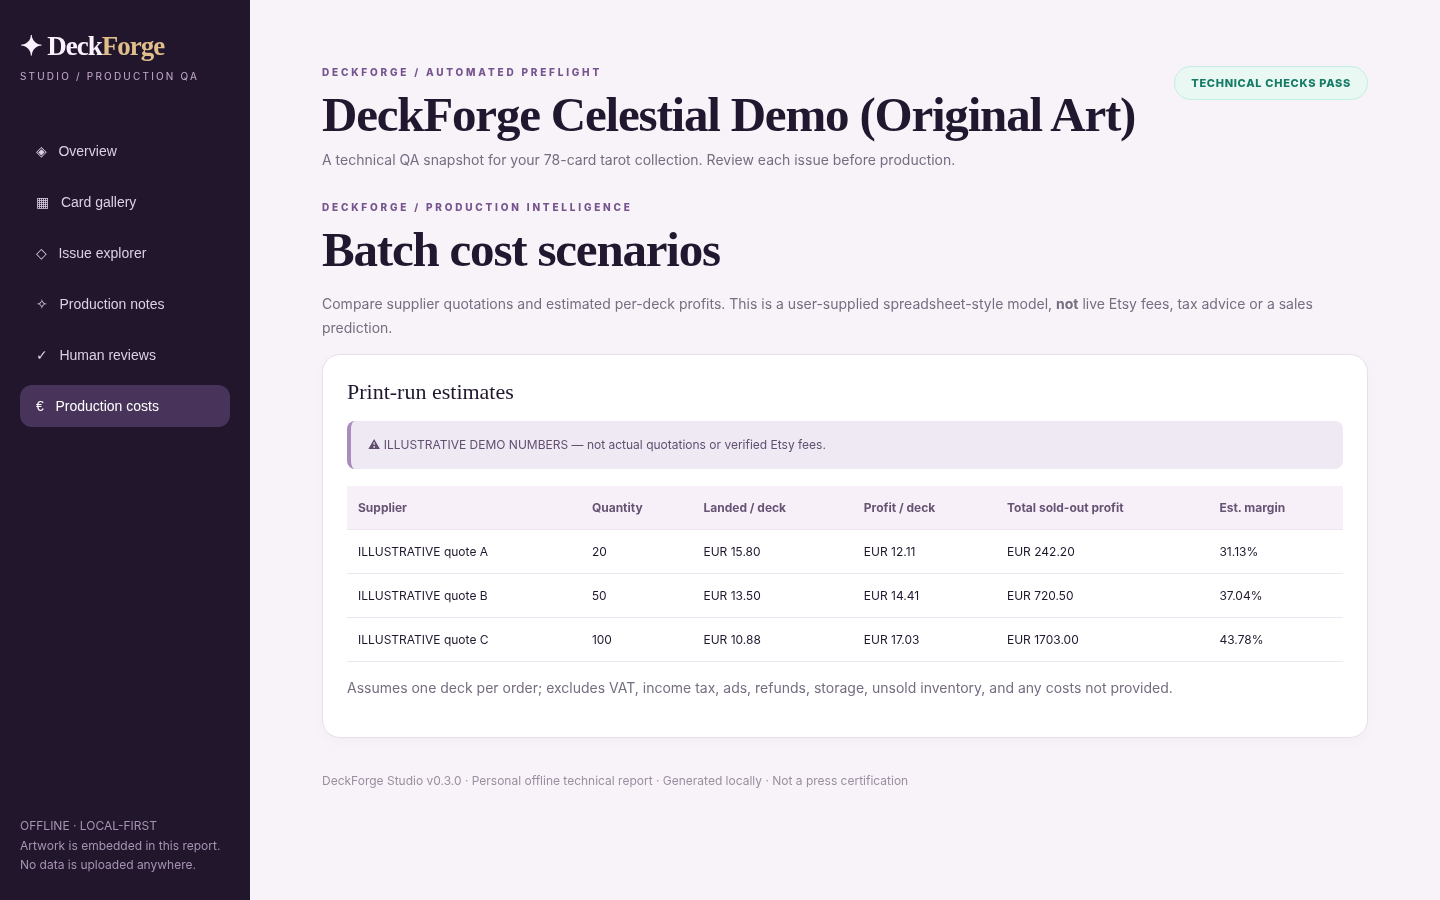 ✦ DeckForge
STUDIO / PRODUCTION QA
◈ Overview
▦ Card gallery
◇ Issue explorer
✧ Production notes
✓ Human reviews
€ Production costs
OFFLINE · LOCAL-FIRST
Artwork is embedded in this report.
No data is uploaded anywhere.
DECKFORGE / AUTOMATED PREFLIGHT
TECHNICAL CHECKS PASS
DeckForge Celestial Demo (Original Art)
A technical QA snapshot for your 78-card tarot collection. Review each issue before production.
DECKFORGE / PRODUCTION INTELLIGENCE
Batch cost scenarios
Compare supplier quotations and estimated per-deck profits. This is a user-supplied spreadsheet-style model, not live Etsy fees, tax advice or a sales
prediction.
Print-run estimates
⚠ ILLUSTRATIVE DEMO NUMBERS — not actual quotations or verified Etsy fees.
Supplier Quantity Landed / deck Profit / deck Total sold-out profit Est. margin
ILLUSTRATIVE quote A 20 EUR 15.80 EUR 12.11 EUR 242.20 31.13%
ILLUSTRATIVE quote B 50 EUR 13.50 EUR 14.41 EUR 720.50 37.04%
ILLUSTRATIVE quote C 100 EUR 10.88 EUR 17.03 EUR 1703.00 43.78%
Assumes one deck per order; excludes VAT, income tax, ads, refunds, storage, unsold inventory, and any costs not provided.
DeckForge Studio v0.3.0 · Personal offline technical report · Generated locally · Not a press certification